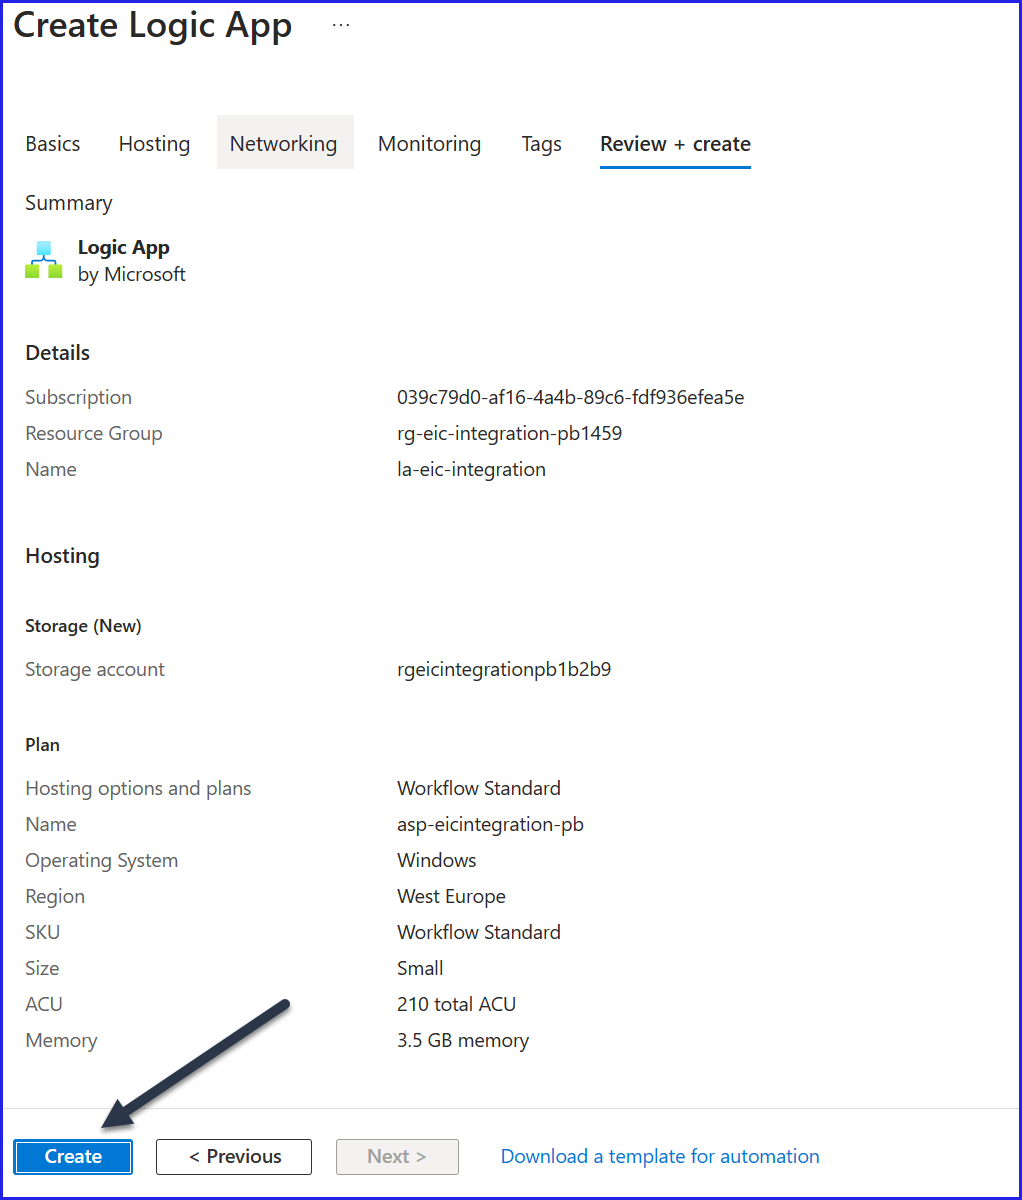 Create Logic App ...
Basics Hosting Networking Monitoring Tags Review + create
Summary
Logic App
by Microsoft
Details
Subscription 039c79d0-af16-4a4b-89c6-fdf936efea5e
Resource Group rg-eic-integration-pb1459
Name la-eic-integration
Hosting
Storage (New)
Storage account rgeicintegrationpb1b2b9
Plan
Hosting options and plans Workflow Standard
Name asp-eicintegration-pb
Operating System Windows
Region West Europe
SKU Workflow Standard
Size Small
ACU 210 total ACU
Memory 3.5 GB memory
Create < Previous Next > Download a template for automation